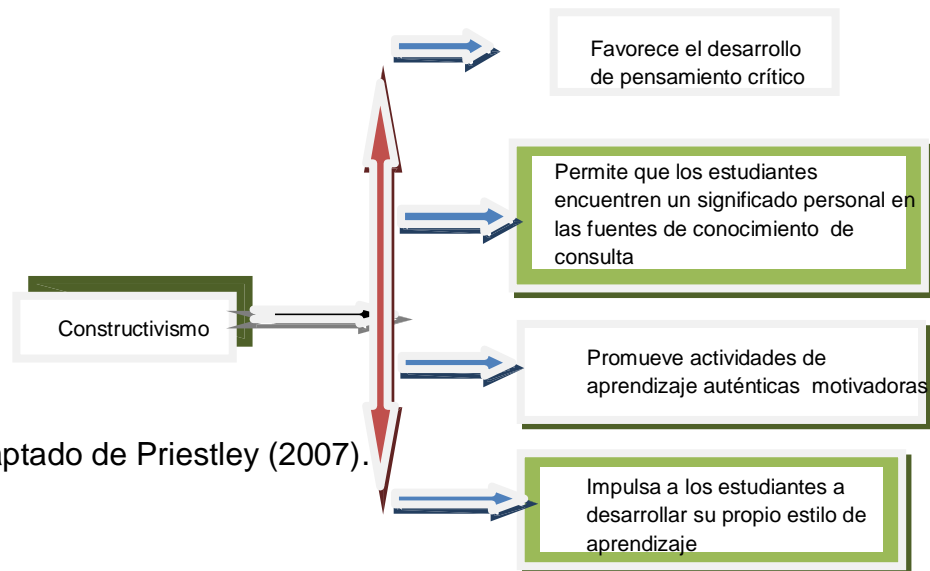 Favorece el desarrollo
de pensamiento crítico
Permite que los estudiantes
encuentren un significado personal en
las fuentes de conocimiento de
consulta
Constructivismo
Promueve actividades de
aprendizaje auténticas motivadoras
aptado de Priestley (2007).
Impulsa a los estudiantes a
desarrollar su propio estilo de
aprendizaje